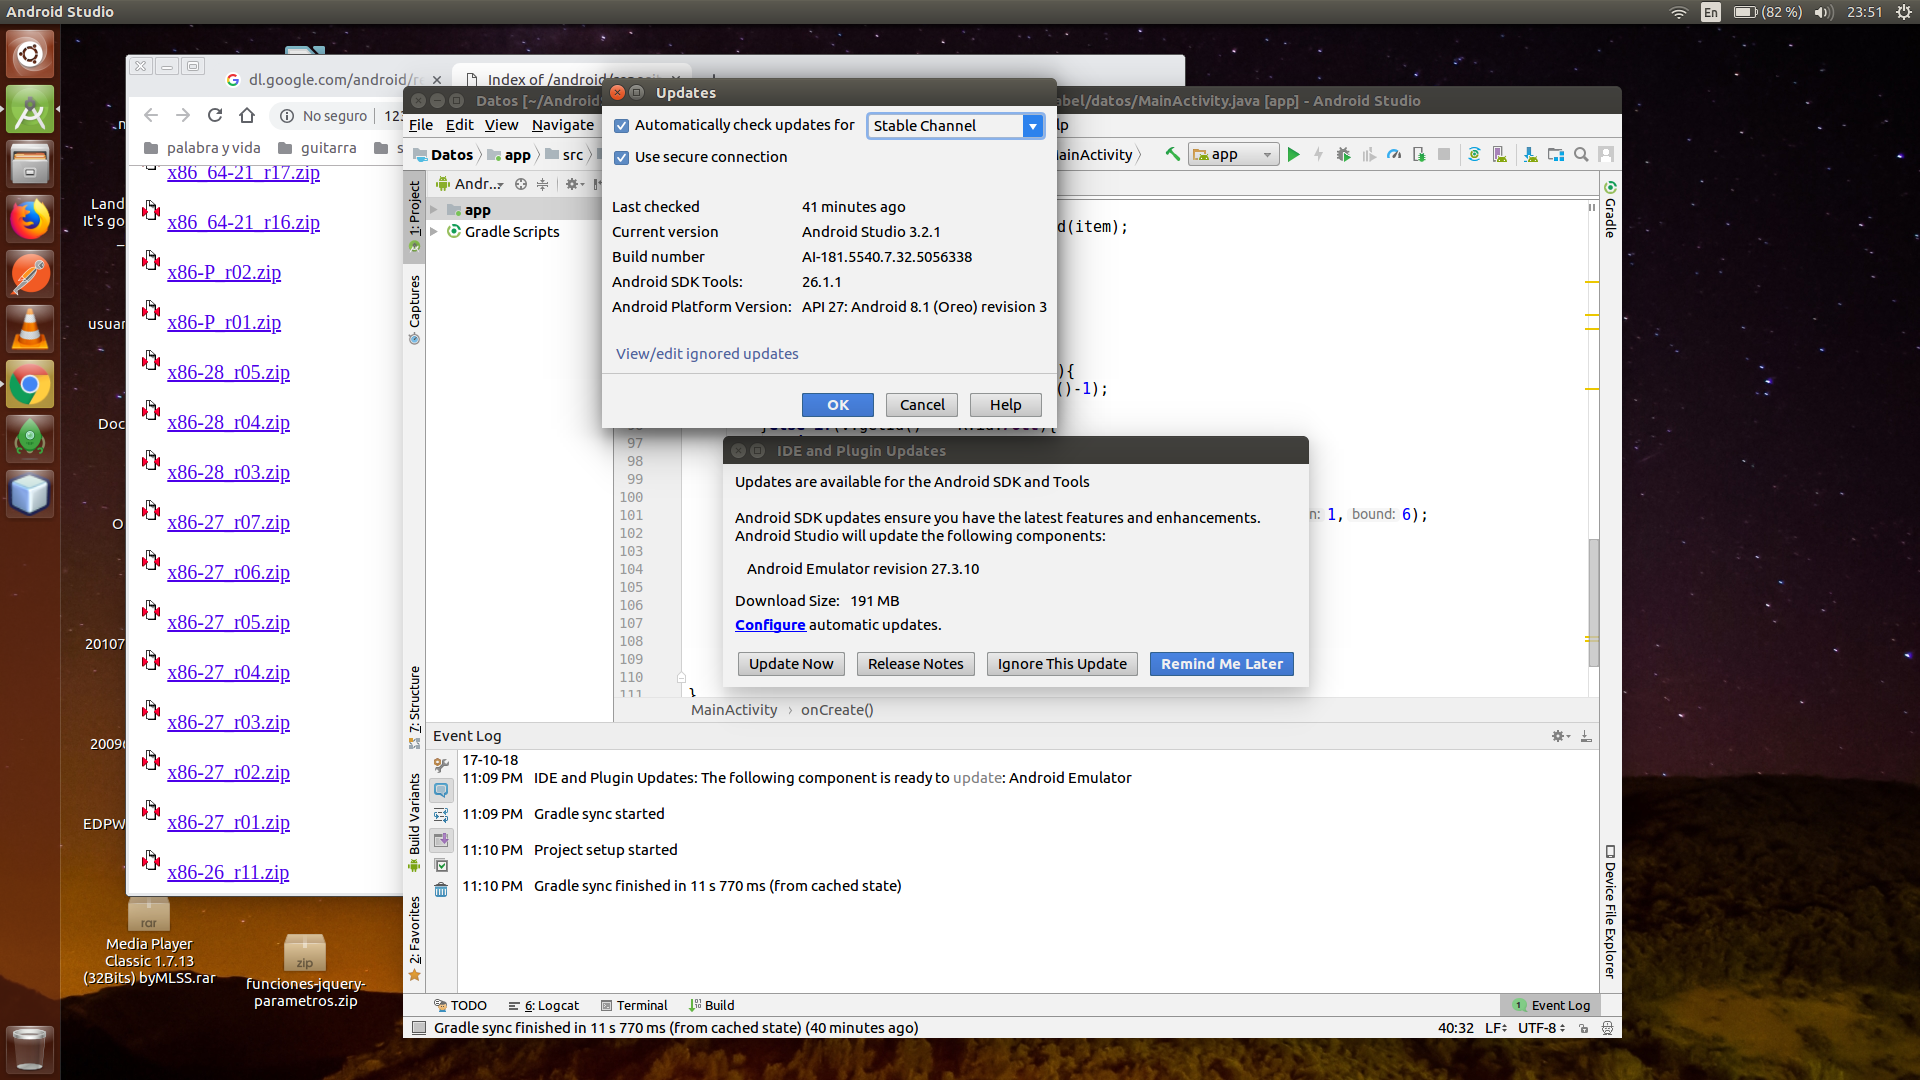 Android Studio
En
(82 %)
23:51
dl.google.com/android/re
Index of /android/reposit
No seguro
123
palabra y vida
guitarra
s
x86_64-21_r17.zip
x86_64-21_r16.zip
x86-P_r02.zip
x86-P_r01.zip
x86-28_r05.zip
x86-28_r04.zip
x86-28_r03.zip
x86-27_r07.zip
x86-27_r06.zip
x86-27_r05.zip
x86-27_r04.zip
x86-27_r03.zip
x86-27_r02.zip
x86-27_r01.zip
x86-26_r11.zip
Land
It's go
usuar
Doc
O
20107
2009
EDPW
rar
Media Player
Classic 1.7.13
(32Bits) byMLSS.rar
zip
funciones-jquery-
parametros.zip
Datos [~/Android
abel/datos/MainActivity.java [app] - Android Studio
File Edit View Navigate
lp
Datos
app
src
ainActivity
app
Andr...
app
Gradle Scripts
1: Project
Captures
7: Structure
Build Variants
2: Favorites
Gradle
Device File Explorer
Updates
Automatically check updates for
Stable Channel
Use secure connection
Last checked 41 minutes ago
Current version Android Studio 3.2.1
Build number AI-181.5540.7.32.5056338
Android SDK Tools: 26.1.1
Android Platform Version: API 27: Android 8.1 (Oreo) revision 3
View/edit ignored updates
OK
Cancel
Help
d(item);
){
()-1);
97
98
99
100
101
102
103
104
105
106
107
108
109
110
111
n: 1, bound: 6);
}
IDE and Plugin Updates
Updates are available for the Android SDK and Tools
Android SDK updates ensure you have the latest features and enhancements.
Android Studio will update the following components:
Android Emulator revision 27.3.10
Download Size: 191 MB
Configure automatic updates.
Update Now
Release Notes
Ignore This Update
Remind Me Later
MainActivity › onCreate()
Event Log
17-10-18
11:09 PM IDE and Plugin Updates: The following component is ready to update: Android Emulator
11:09 PM Gradle sync started
11:10 PM Project setup started
11:10 PM Gradle sync finished in 11 s 770 ms (from cached state)
TODO
6: Logcat
Terminal
Build
1 Event Log
Gradle sync finished in 11 s 770 ms (from cached state) (40 minutes ago)
40:32 LF UTF-8